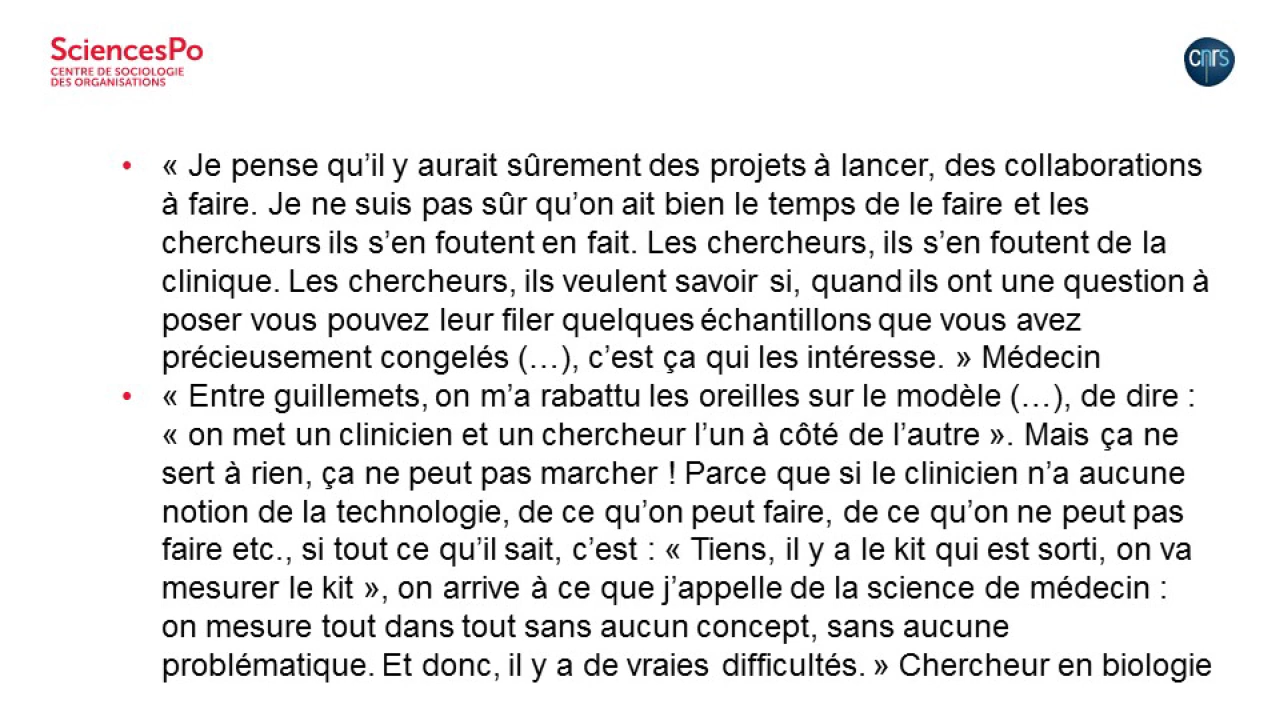 SciencesPo
CENTRE DE SOCIOLOGIE
DES ORGANISATIONS
cnrs
• « Je pense qu’il y aurait sûrement des projets à lancer, des collaborations
à faire. Je ne suis pas sûr qu’on ait bien le temps de le faire et les
chercheurs ils s’en foutent en fait. Les chercheurs, ils s’en foutent de la
clinique. Les chercheurs, ils veulent savoir si, quand ils ont une question à
poser vous pouvez leur filer quelques échantillons que vous avez
précieusement congelés (…), c’est ça qui les intéresse. » Médecin
• « Entre guillemets, on m’a rabattu les oreilles sur le modèle (…), de dire :
« on met un clinicien et un chercheur l’un à côté de l’autre ». Mais ça ne
sert à rien, ça ne peut pas marcher ! Parce que si le clinicien n’a aucune
notion de la technologie, de ce qu’on peut faire, de ce qu’on ne peut pas
faire etc., si tout ce qu’il sait, c’est : « Tiens, il y a le kit qui est sorti, on va
mesurer le kit », on arrive à ce que j’appelle de la science de médecin :
on mesure tout dans tout sans aucun concept, sans aucune
problématique. Et donc, il y a de vraies difficultés. » Chercheur en biologie